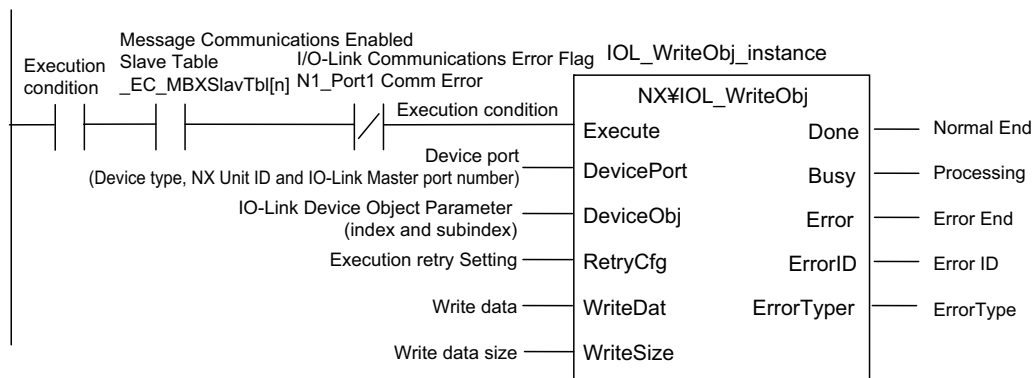 Message Communications Enabled
Execution Slave Table I/O-Link Communications Error Flag IOL_WriteObj_instance
condition _EC_MBXSlavTbl[n] N1_Port1 Comm Error
NX¥IOL_WriteObj
Execution condition
Execute Done Normal End
Device port
(Device type, NX Unit ID and IO-Link Master port number) DevicePort Busy Processing
IO-Link Device Object Parameter
(index and subindex) DeviceObj Error Error End
Execution retry Setting RetryCfg ErrorID Error ID
Write data WriteDat ErrorTyper ErrorType
Write data size WriteSize